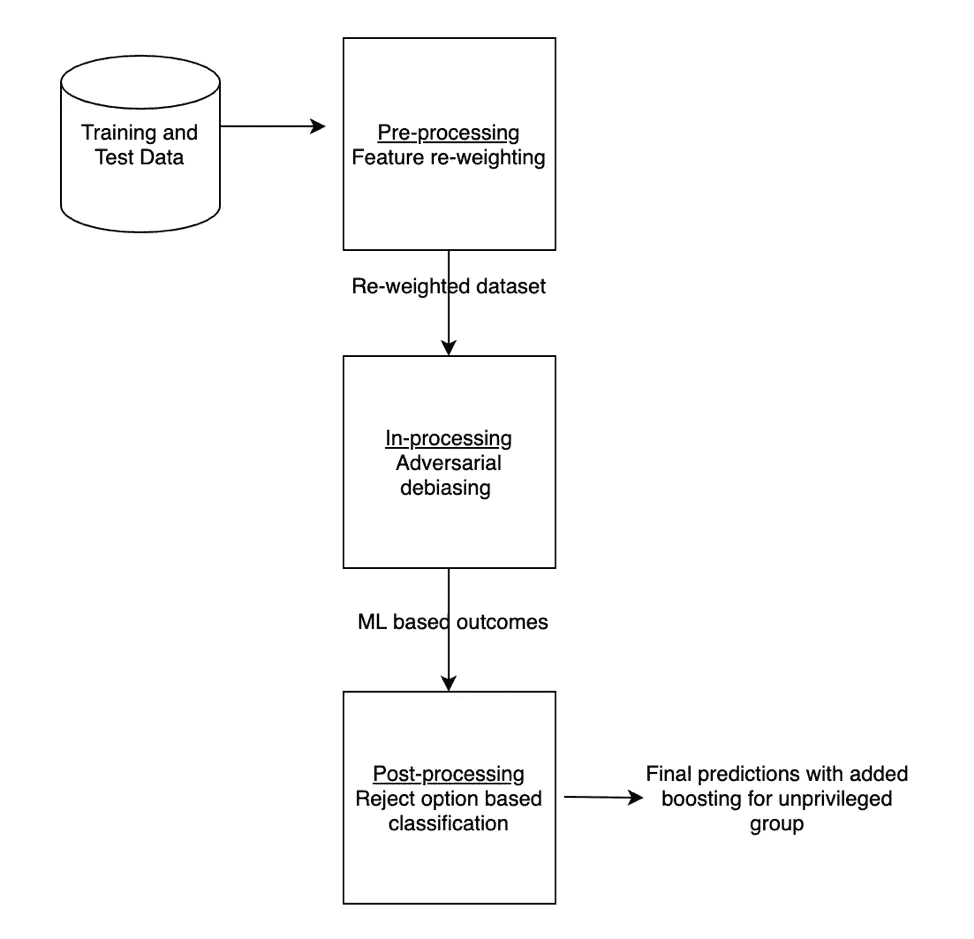 Training and
Test Data
Pre-processing
Feature re-weighting
Re-weighted dataset
In-processing
Adversarial
debiasing
ML based outcomes
Post-processing
Reject option based
classification
Final predictions with added
boosting for unprivileged
group